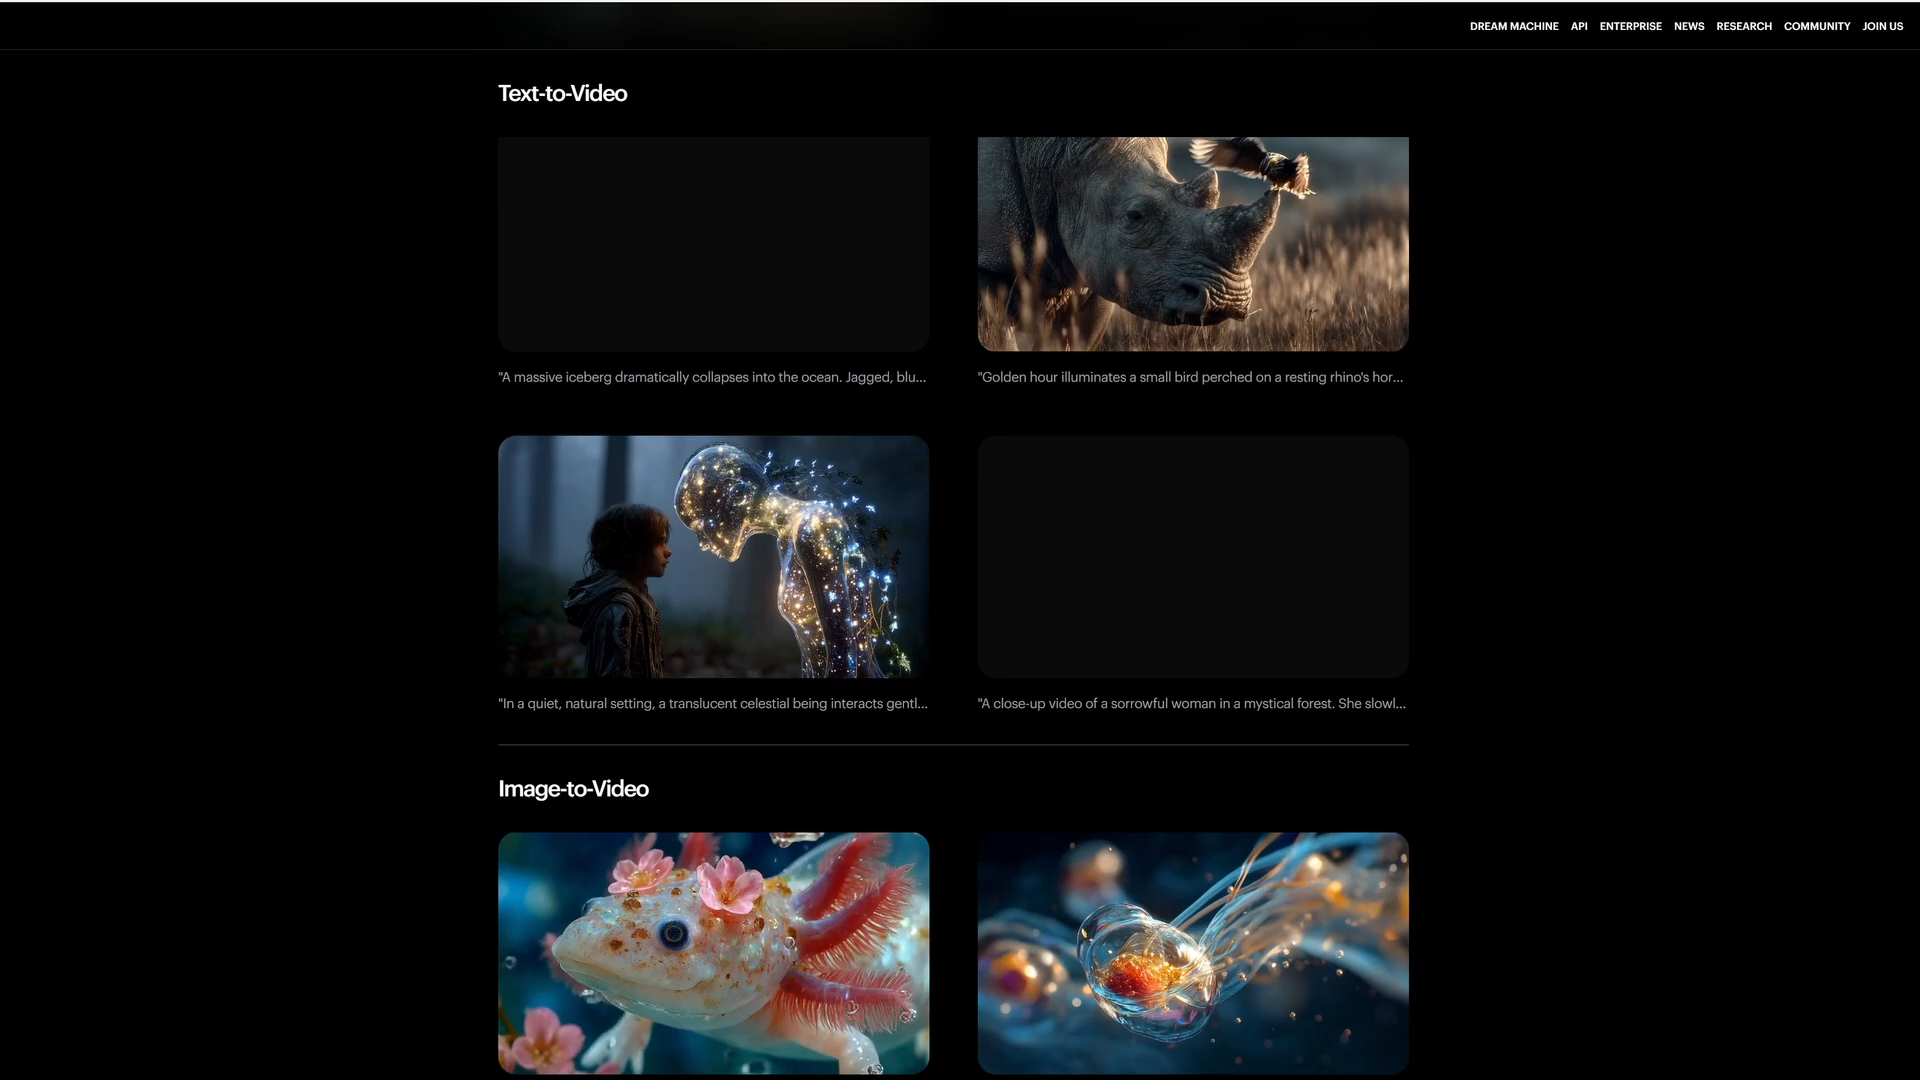 DREAM MACHINE API ENTERPRISE NEWS RESEARCH COMMUNITY JOIN US
Text-to-Video
"A massive iceberg dramatically collapses into the ocean. Jagged, blu...
"Golden hour illuminates a small bird perched on a resting rhino's hor...
"In a quiet, natural setting, a translucent celestial being interacts gentl...
"A close-up video of a sorrowful woman in a mystical forest. She slowl...
Image-to-Video